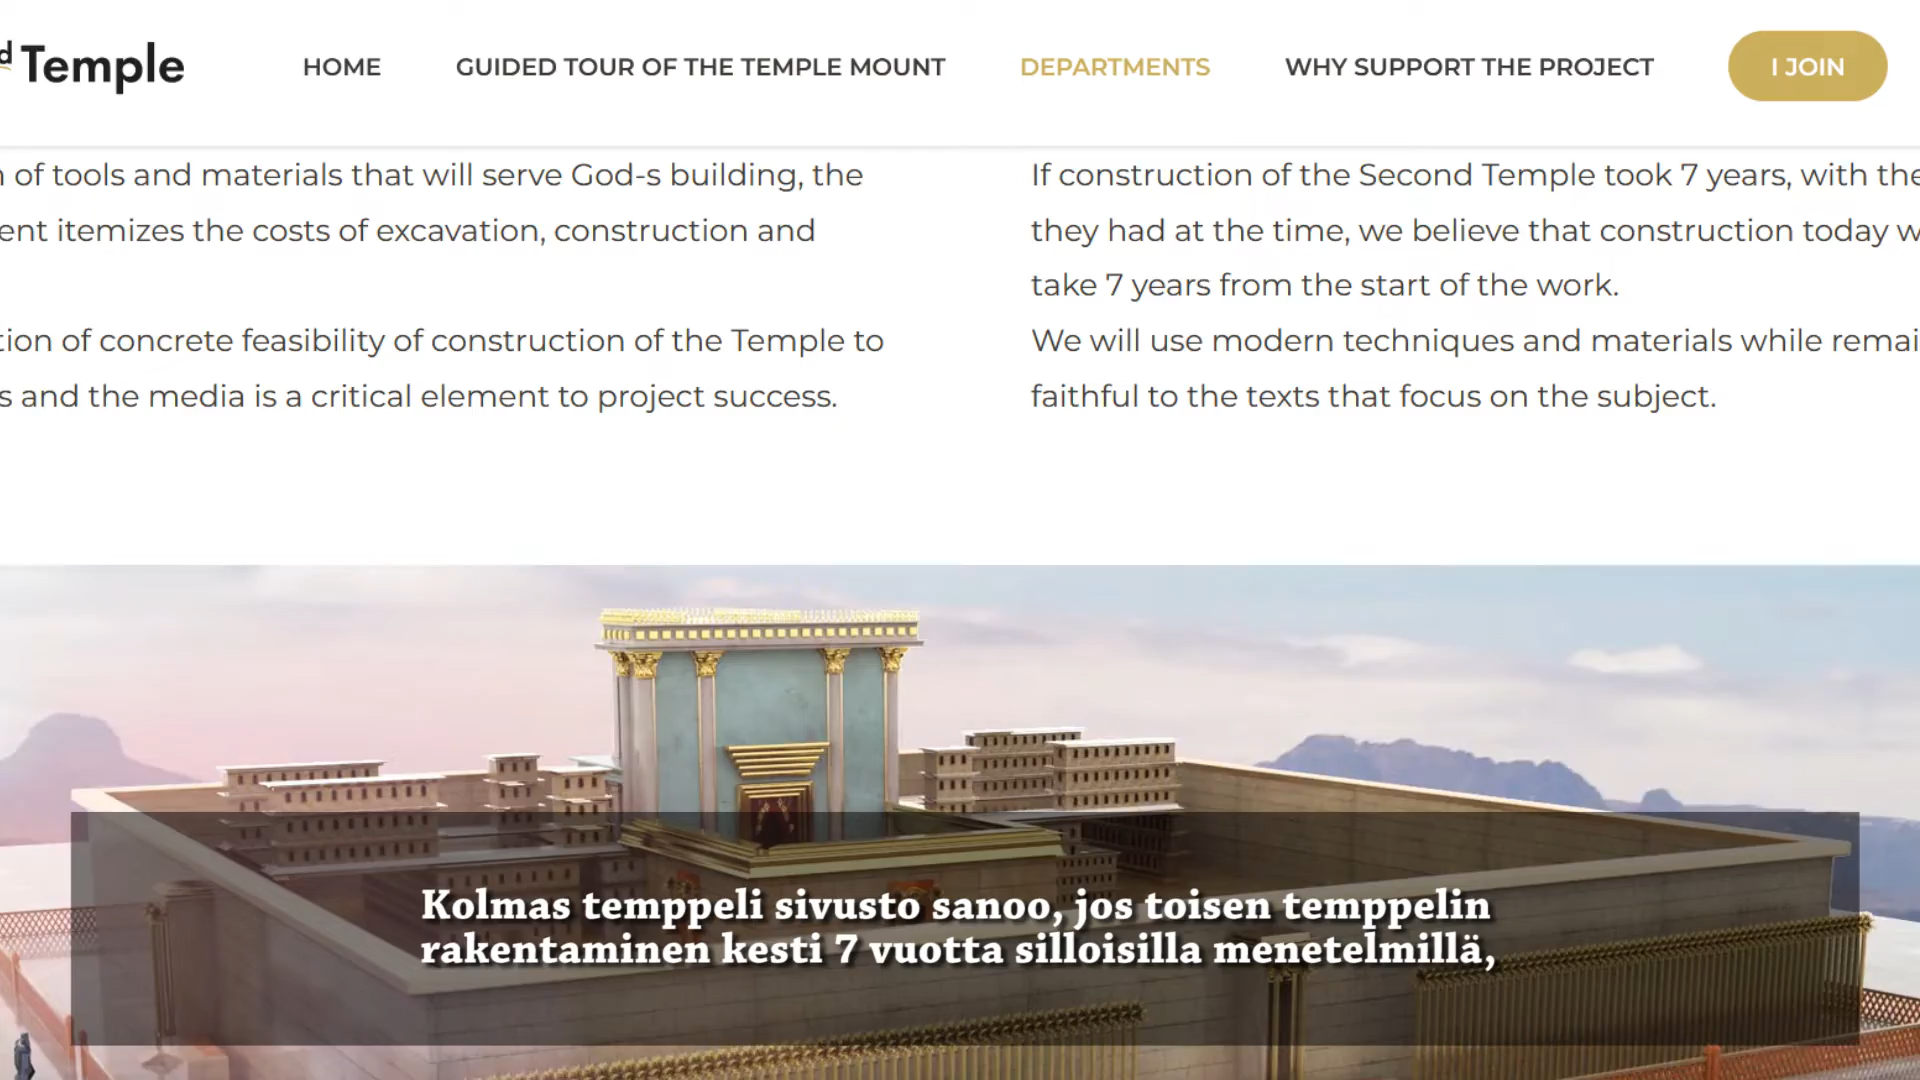 d Temple
HOME
GUIDED TOUR OF THE TEMPLE MOUNT
DEPARTMENTS
WHY SUPPORT THE PROJECT
I JOIN
of tools and materials that will serve God-s building, the
ent itemizes the costs of excavation, construction and
tion of concrete feasibility of construction of the Temple to
s and the media is a critical element to project success.
If construction of the Second Temple took 7 years, with the
they had at the time, we believe that construction today w
take 7 years from the start of the work.
We will use modern techniques and materials while remai
faithful to the texts that focus on the subject.
Kolmas temppeli sivusto sanoo, jos toisen temppelin
rakentaminen kesti 7 vuotta silloisilla menetelmillä,